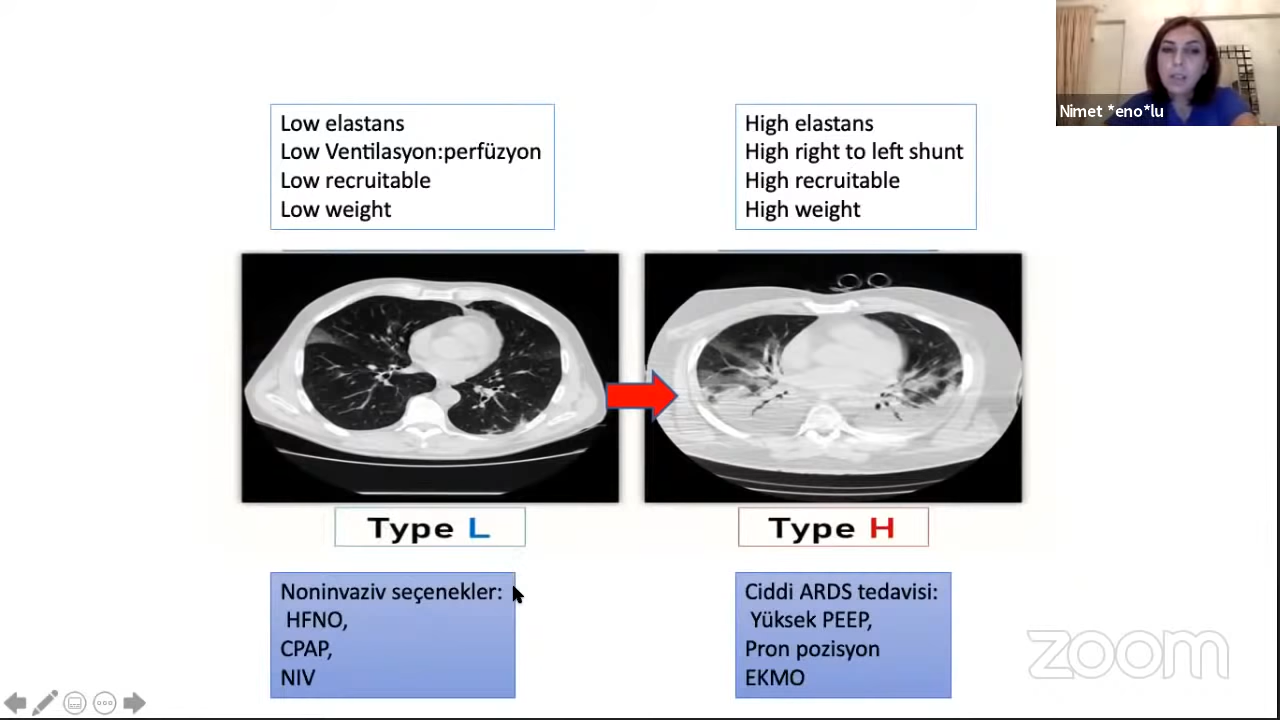 Nimet *eno*lu
Low elastans
Low Ventilasyon:perfüzyon
Low recruitable
Low weight
High elastans
High right to left shunt
High recruitable
High weight
Type L
Type H
Noninvaziv seçenekler:
HFNO,
CPAP,
NIV
Ciddi ARDS tedavisi:
Yüksek PEEP,
Pron pozisyon
EKMO
zoom